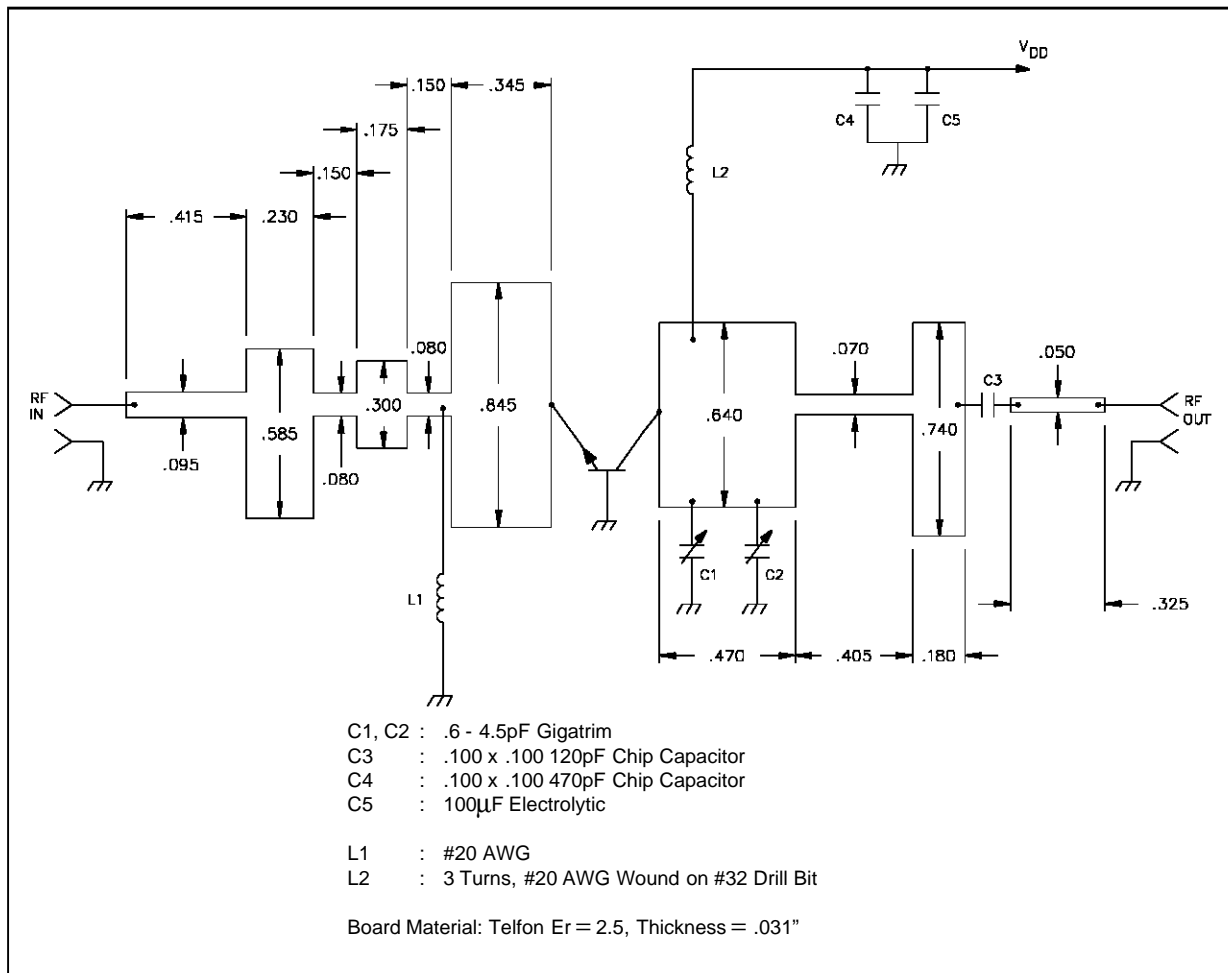 V DD
.150
.345
C4
C5
.175
L2
.150
.415
.230
.080
.070
.050
C3
RF
IN
.300
.845
.640
.740
RF
OUT
.585
.095
.080
C1
C2
L1
.325
.470
.405
.180
C1, C2 : .6 - 4.5pF Gigatrim
C3 : .100 x .100 120pF Chip Capacitor
C4 : .100 x .100 470pF Chip Capacitor
C5 : 100μF Electrolytic
L1 : #20 AWG
L2 : 3 Turns, #20 AWG Wound on #32 Drill Bit
Board Material: Telfon Er = 2.5, Thickness = .031”